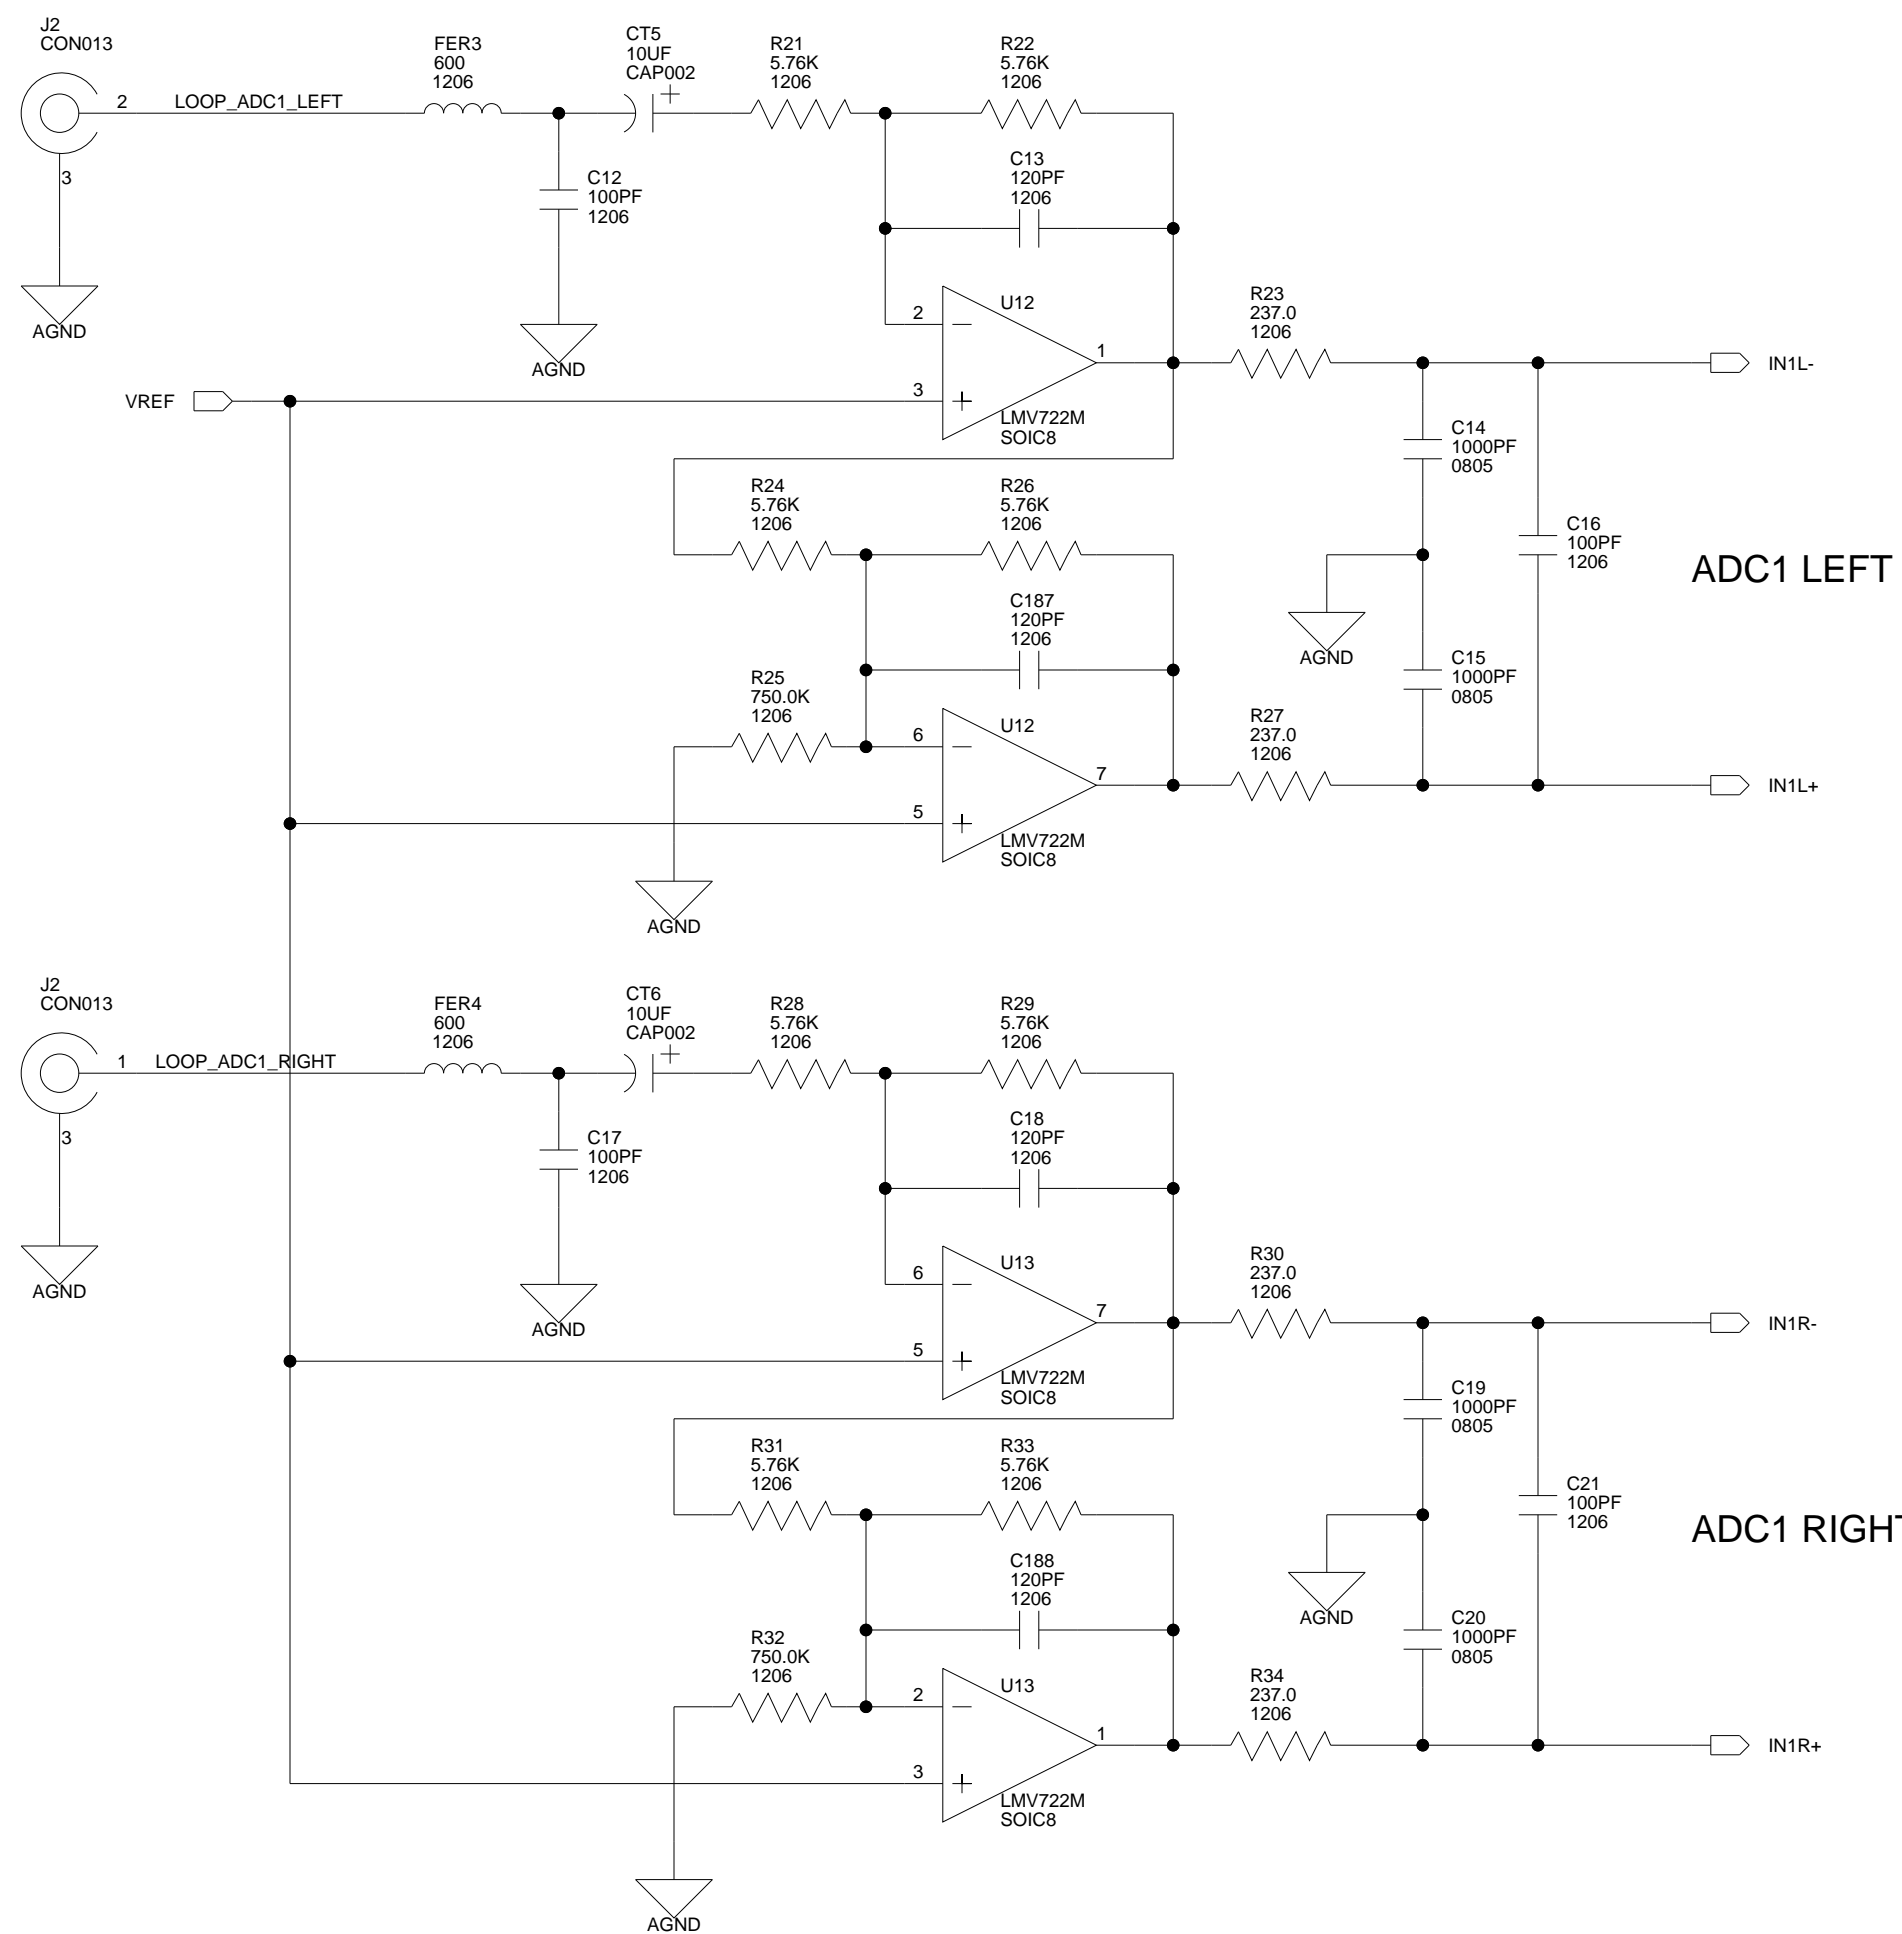 J2
CON013
2
LOOP_ADC1_LEFT
3
AGND
FER3
600
1206
CT5
10UF
CAP002
+
C12
100PF
1206
AGND
R21
5.76K
1206
R22
5.76K
1206
C13
120PF
1206
2
3
U12
1
LMV722M
SOIC8
VREF
R23
237.0
1206
IN1L-
C14
1000PF
0805
C16
100PF
1206
ADC1 LEFT
AGND
C15
1000PF
0805
R24
5.76K
1206
R26
5.76K
1206
C187
120PF
1206
R25
750.0K
1206
6
5
U12
7
LMV722M
SOIC8
AGND
R27
237.0
1206
IN1L+
J2
CON013
1
LOOP_ADC1_RIGHT
3
AGND
FER4
600
1206
CT6
10UF
CAP002
+
C17
100PF
1206
AGND
R28
5.76K
1206
R29
5.76K
1206
C18
120PF
1206
6
5
U13
7
LMV722M
SOIC8
R30
237.0
1206
IN1R-
C19
1000PF
0805
C21
100PF
1206
ADC1 RIGHT
AGND
C20
1000PF
0805
R31
5.76K
1206
R33
5.76K
1206
C188
120PF
1206
R32
750.0K
1206
2
3
U13
1
LMV722M
SOIC8
AGND
R34
237.0
1206
IN1R+